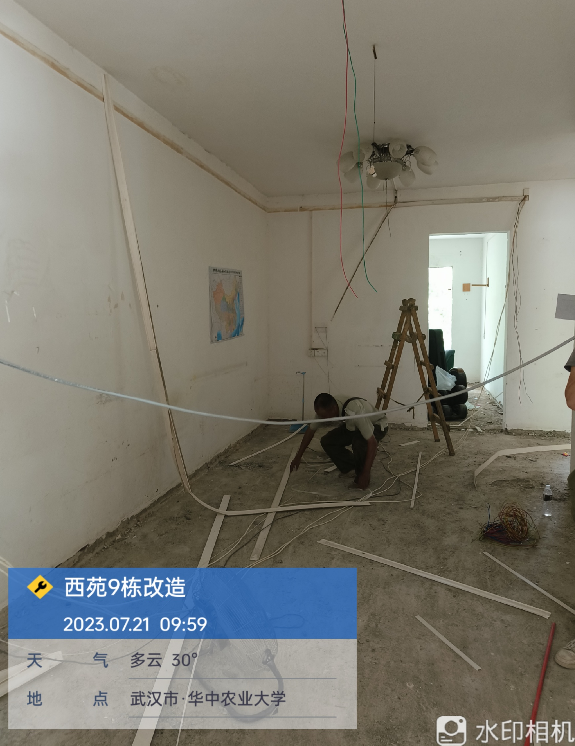 西苑9栋改造
2023.07.21 09:59
天 气 多云 30°
地 点 武汉市·华中农业大学
水印相机